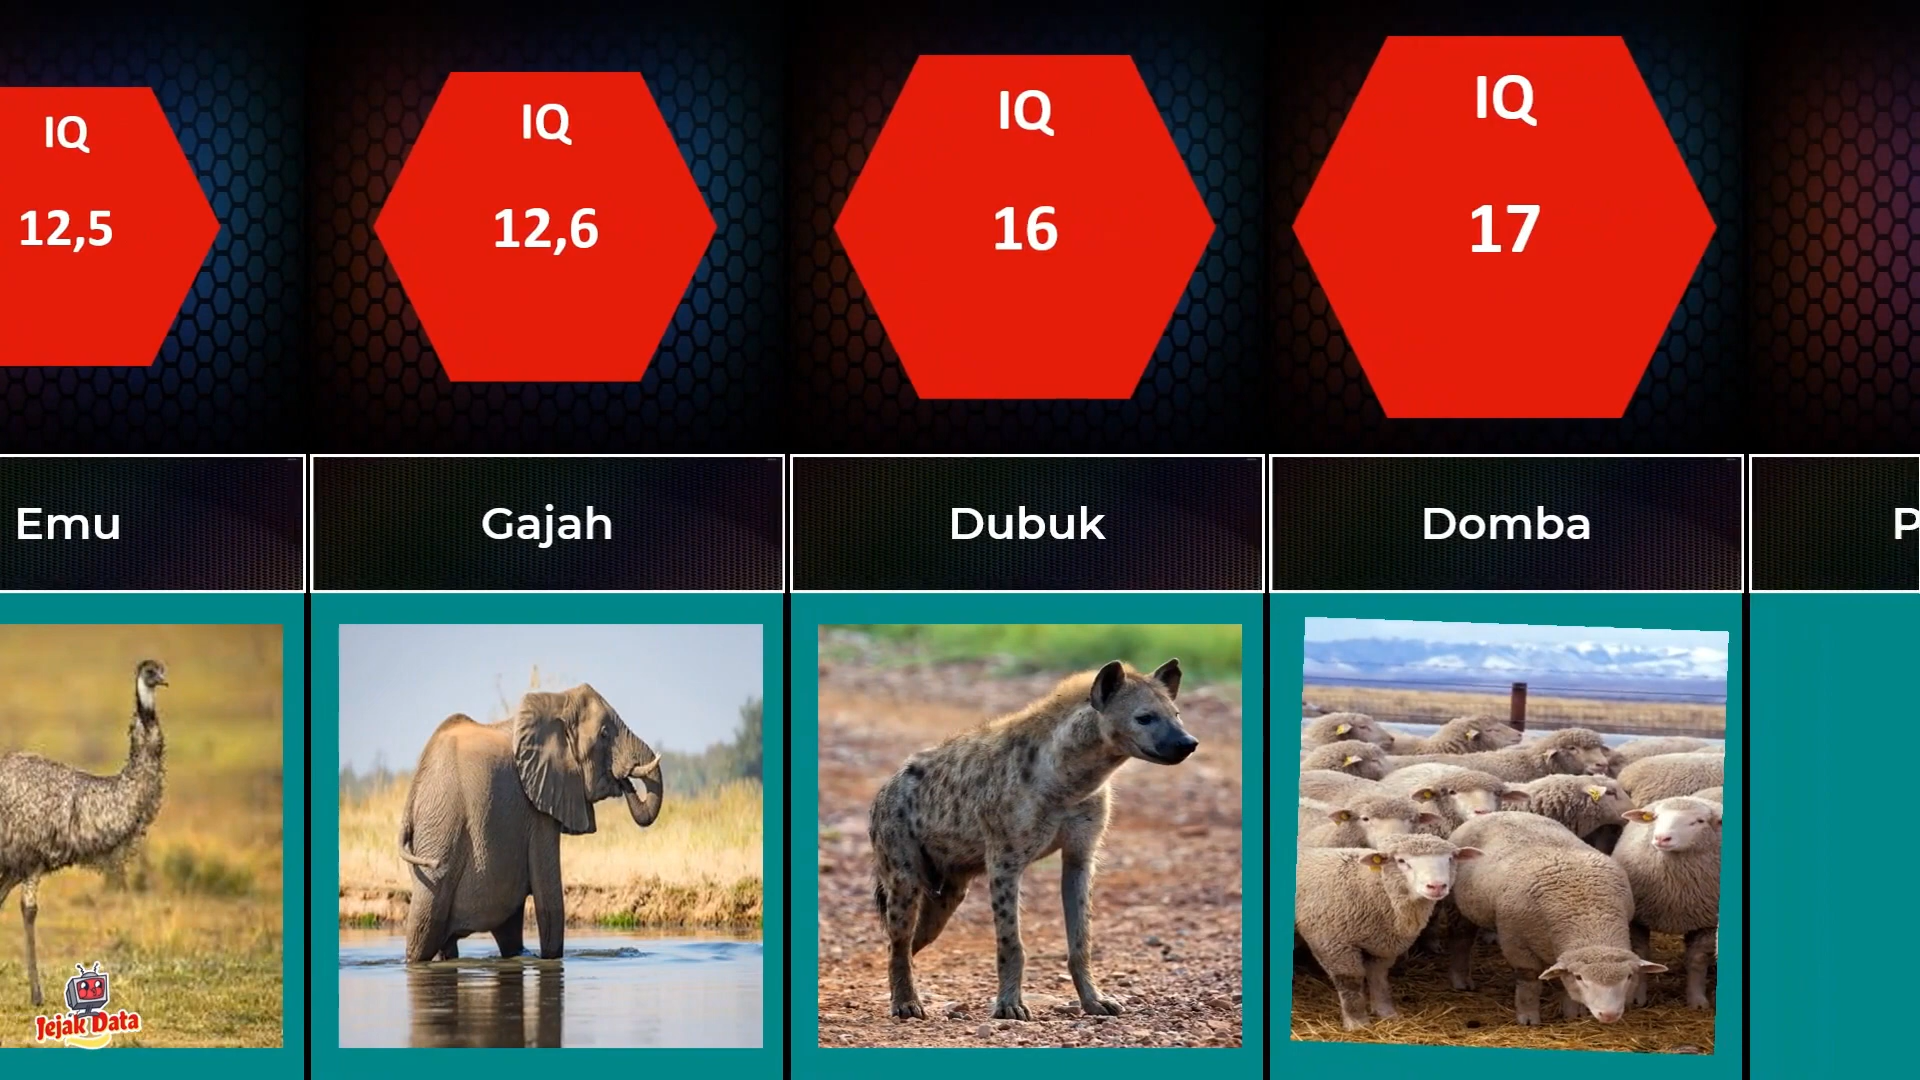 IQ
12,5
IQ
12,6
IQ
16
IQ
17
Emu
Gajah
Dubuk
Domba
P
Jejak Data